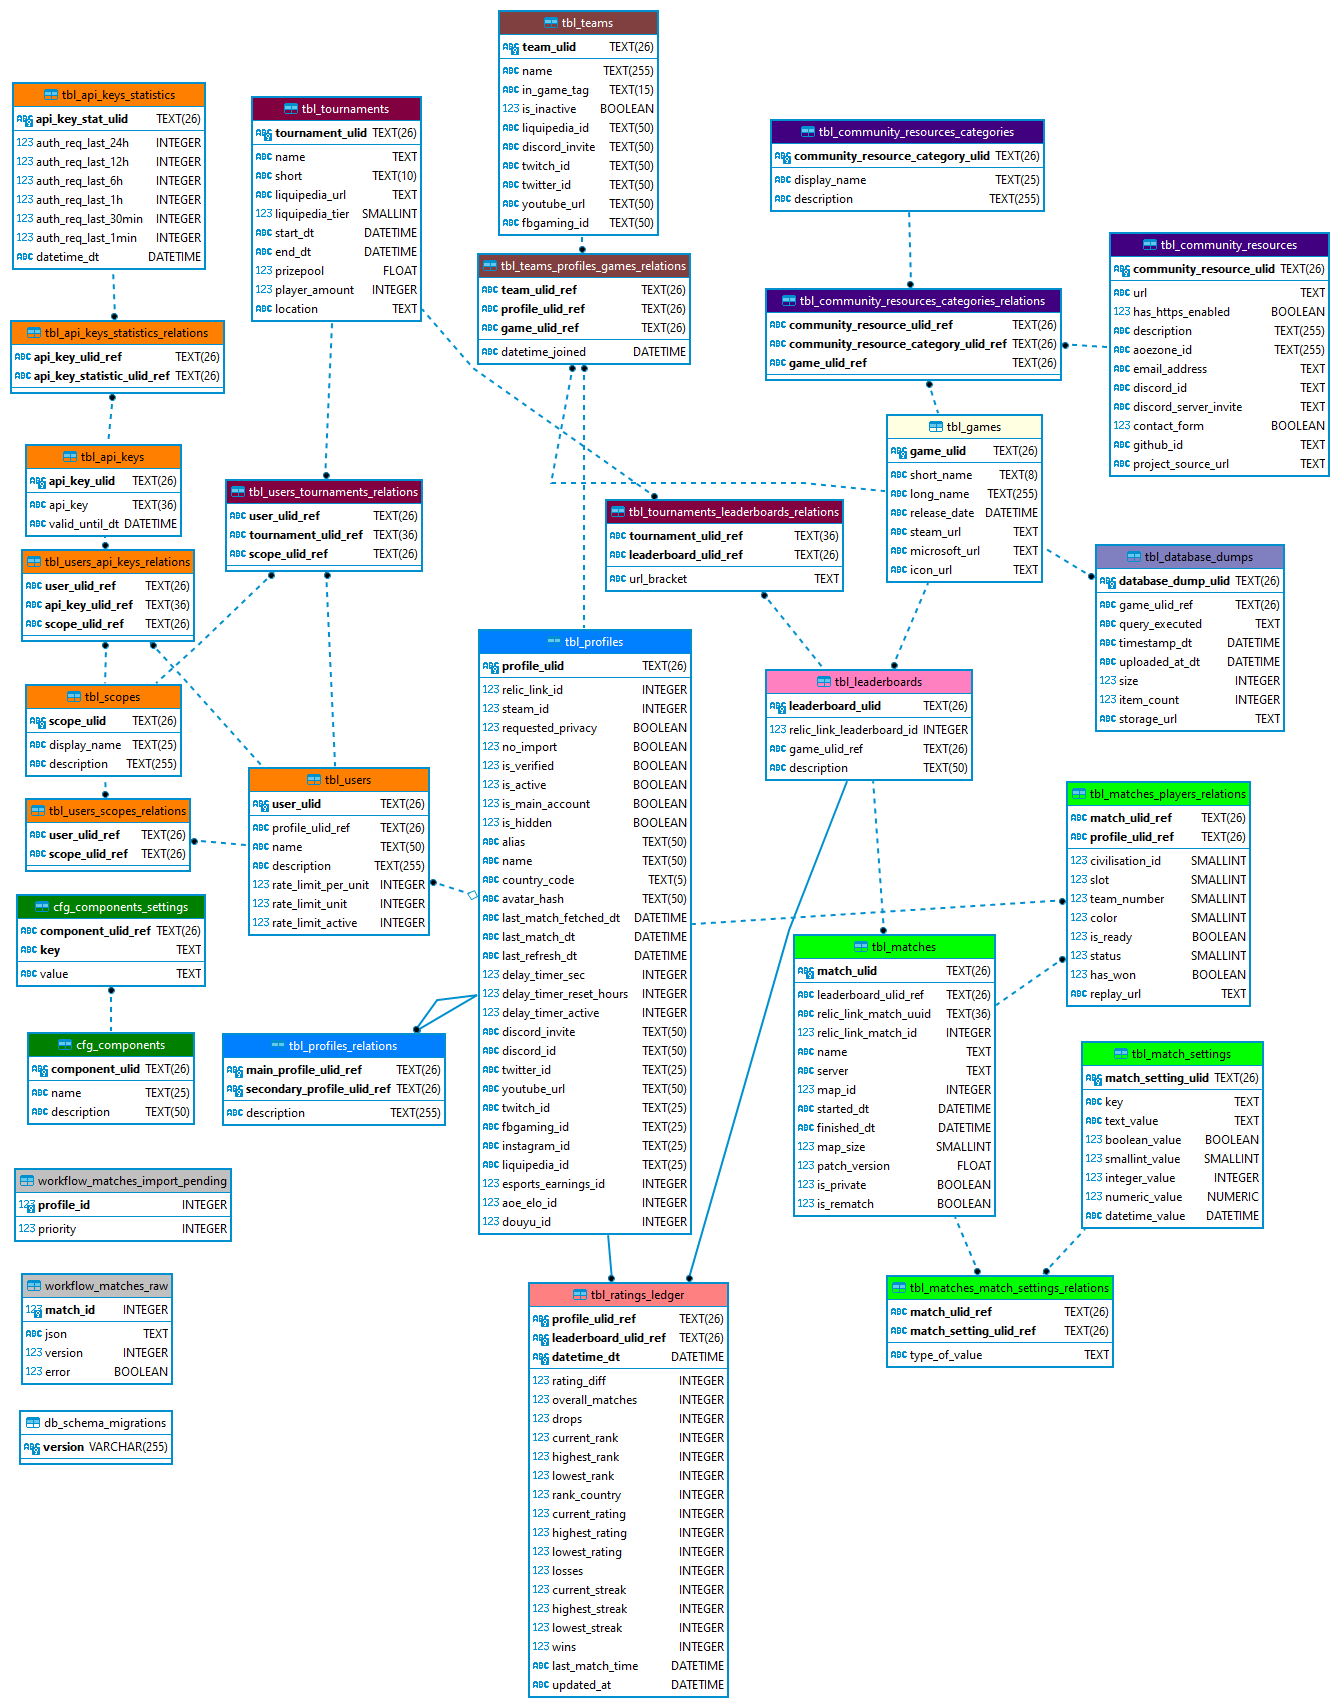 tbl_teams
team_ulid TEXT(26)
name TEXT(255)
in_game_tag TEXT(15)
is_inactive BOOLEAN
liquipedia_id TEXT(50)
discord_invite TEXT(50)
twitch_id TEXT(50)
twitter_id TEXT(50)
youtube_url TEXT(50)
fbgaming_id TEXT(50)
tbl_api_keys_statistics
api_key_stat_ulid TEXT(26)
auth_req_last_24h INTEGER
auth_req_last_12h INTEGER
auth_req_last_6h INTEGER
auth_req_last_1h INTEGER
auth_req_last_30min INTEGER
auth_req_last_1min INTEGER
datetime_dt DATETIME
tbl_tournaments
tournament_ulid TEXT(26)
name TEXT
short TEXT(10)
liquipedia_url TEXT
liquipedia_tier SMALLINT
start_dt DATETIME
end_dt DATETIME
prizepool FLOAT
player_amount INTEGER
location TEXT
tbl_community_resources_categories
community_resource_category_ulid TEXT(26)
display_name TEXT(25)
description TEXT(255)
tbl_community_resources
community_resource_ulid TEXT(26)
url TEXT
has_https_enabled BOOLEAN
description TEXT(255)
aoezone_id TEXT(255)
email_address TEXT
discord_id TEXT
discord_server_invite TEXT
contact_form BOOLEAN
github_id TEXT
project_source_url TEXT
tbl_teams_profiles_games_relations
team_ulid_ref TEXT(26)
profile_ulid_ref TEXT(26)
game_ulid_ref TEXT(26)
datetime_joined DATETIME
tbl_community_resources_categories_relations
community_resource_ulid_ref TEXT(26)
community_resource_category_ulid_ref TEXT(26)
game_ulid_ref TEXT(26)
tbl_api_keys_statistics_relations
api_key_ulid_ref TEXT(26)
api_key_statistic_ulid_ref TEXT(26)
tbl_games
game_ulid TEXT(26)
short_name TEXT(8)
long_name TEXT(255)
release_date DATETIME
steam_url TEXT
microsoft_url TEXT
icon_url TEXT
tbl_api_keys
api_key_ulid TEXT(26)
api_key TEXT(36)
valid_until_dt DATETIME
tbl_users_tournaments_relations
user_ulid_ref TEXT(26)
tournament_ulid_ref TEXT(36)
scope_ulid_ref TEXT(26)
tbl_tournaments_leaderboards_relations
tournament_ulid_ref TEXT(36)
leaderboard_ulid_ref TEXT(26)
url_bracket TEXT
tbl_database_dumps
database_dump_ulid TEXT(26)
game_ulid_ref TEXT(26)
query_executed TEXT
timestamp_dt DATETIME
uploaded_at_dt DATETIME
size INTEGER
item_count INTEGER
storage_url TEXT
tbl_users_api_keys_relations
user_ulid_ref TEXT(26)
api_key_ulid_ref TEXT(36)
scope_ulid_ref TEXT(26)
tbl_profiles
profile_ulid TEXT(26)
relic_link_id INTEGER
steam_id INTEGER
requested_privacy BOOLEAN
no_import BOOLEAN
is_verified BOOLEAN
is_active BOOLEAN
is_main_account BOOLEAN
is_hidden BOOLEAN
alias TEXT(50)
name TEXT(50)
country_code TEXT(5)
avatar_hash TEXT(50)
last_match_fetched_dt DATETIME
last_match_dt DATETIME
last_refresh_dt DATETIME
delay_timer_sec INTEGER
delay_timer_reset_hours INTEGER
delay_timer_active INTEGER
discord_invite TEXT(50)
discord_id TEXT(50)
twitter_id TEXT(25)
youtube_url TEXT(50)
twitch_id TEXT(25)
fbgaming_id TEXT(25)
instagram_id TEXT(25)
liquipedia_id TEXT(25)
esports_earnings_id INTEGER
aoe_elo_id INTEGER
douyu_id INTEGER
tbl_leaderboards
leaderboard_ulid TEXT(26)
relic_link_leaderboard_id INTEGER
game_ulid_ref TEXT(26)
description TEXT(50)
tbl_scopes
scope_ulid TEXT(26)
display_name TEXT(25)
description TEXT(255)
tbl_users
user_ulid TEXT(26)
profile_ulid_ref TEXT(26)
name TEXT(50)
description TEXT(255)
rate_limit_per_unit INTEGER
rate_limit_unit INTEGER
rate_limit_active INTEGER
tbl_users_scopes_relations
user_ulid_ref TEXT(26)
scope_ulid_ref TEXT(26)
tbl_matches_players_relations
match_ulid_ref TEXT(26)
profile_ulid_ref TEXT(26)
civilisation_id SMALLINT
slot SMALLINT
team_number SMALLINT
color SMALLINT
is_ready BOOLEAN
status SMALLINT
has_won BOOLEAN
replay_url TEXT
cfg_components_settings
component_ulid_ref TEXT(26)
key TEXT
value TEXT
tbl_matches
match_ulid TEXT(26)
leaderboard_ulid_ref TEXT(26)
relic_link_match_uuid TEXT(36)
relic_link_match_id INTEGER
name TEXT
server TEXT
map_id INTEGER
started_dt DATETIME
finished_dt DATETIME
map_size SMALLINT
patch_version FLOAT
is_private BOOLEAN
is_rematch BOOLEAN
cfg_components
component_ulid TEXT(26)
name TEXT(25)
description TEXT(50)
tbl_profiles_relations
main_profile_ulid_ref TEXT(26)
secondary_profile_ulid_ref TEXT(26)
description TEXT(255)
tbl_match_settings
match_setting_ulid TEXT(26)
key TEXT
text_value TEXT
boolean_value BOOLEAN
smallint_value SMALLINT
integer_value INTEGER
numeric_value NUMERIC
datetime_value DATETIME
workflow_matches_import_pending
profile_id INTEGER
priority INTEGER
workflow_matches_raw
match_id INTEGER
json TEXT
version INTEGER
error BOOLEAN
tbl_ratings_ledger
profile_ulid_ref TEXT(26)
leaderboard_ulid_ref TEXT(26)
datetime_dt DATETIME
rating_diff INTEGER
overall_matches INTEGER
drops INTEGER
current_rank INTEGER
highest_rank INTEGER
lowest_rank INTEGER
rank_country INTEGER
current_rating INTEGER
highest_rating INTEGER
lowest_rating INTEGER
losses INTEGER
current_streak INTEGER
highest_streak INTEGER
lowest_streak INTEGER
wins INTEGER
last_match_time DATETIME
updated_at DATETIME
tbl_matches_match_settings_relations
match_ulid_ref TEXT(26)
match_setting_ulid_ref TEXT(26)
type_of_value TEXT
db_schema_migrations
version VARCHAR(255)